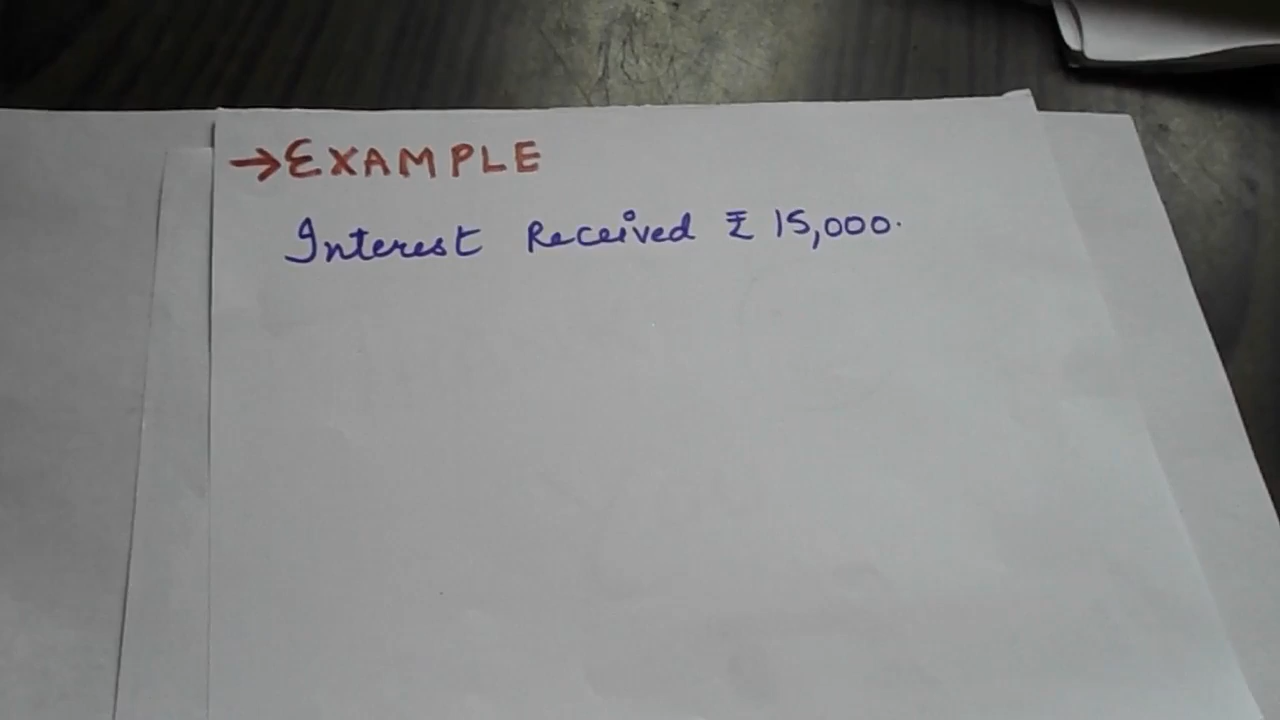 →EXAMPLE
Interest Received ₹ 15,000.